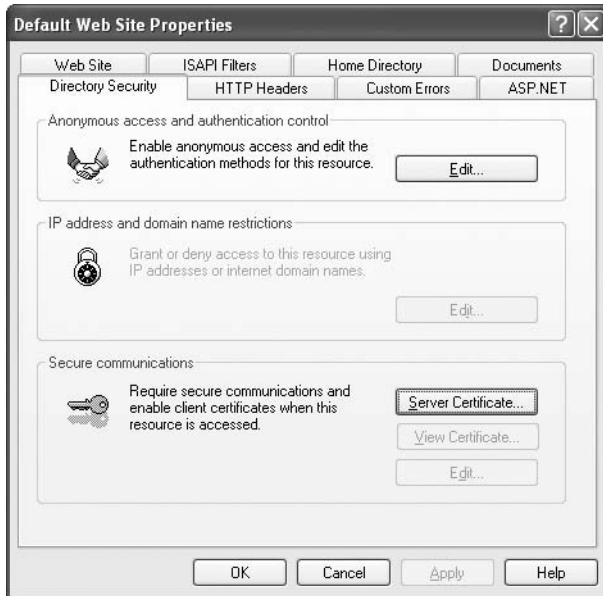 Default Web Site Properties
Web Site
ISAPI Filters
Home Directory
Documents
Directory Security
HTTP Headers
Custom Errors
ASP.NET
Anonymous access and authentication control
Enable anonymous access and edit the
authentication methods for this resource.
Edit...
IP address and domain name restrictions
Grant or deny access to this resource using
IP addresses or internet domain names.
Edit...
Secure communications
Require secure communications and
enable client certificates when this
resource is accessed.
Server Certificate...
View Certificate...
Edit...
OK
Cancel
Apply
Help